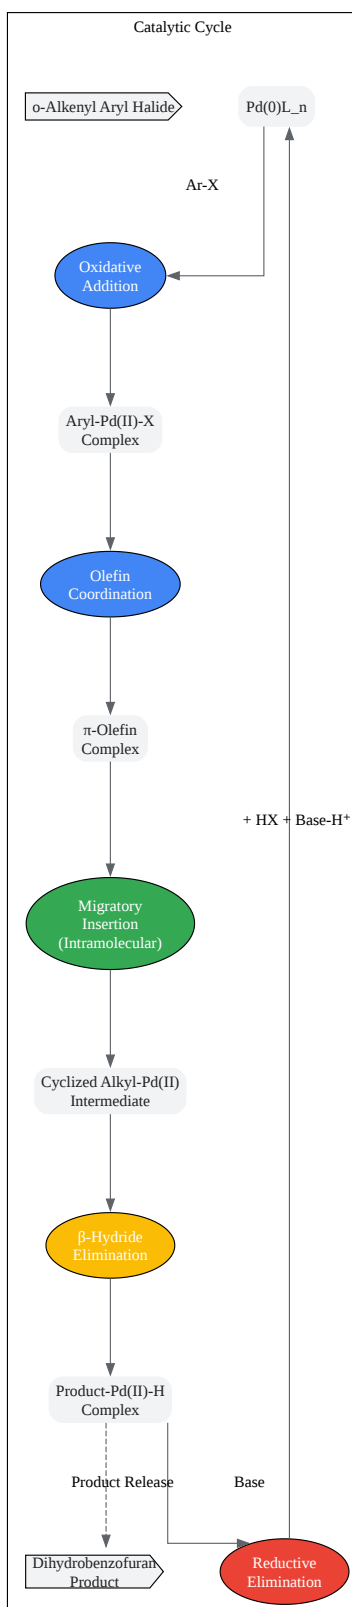 Catalytic Cycle
o-Alkenyl Aryl Halide
Pd(0)L_n
Ar-X
Oxidative
Addition
Aryl-Pd(II)-X
Complex
Olefin
Coordination
π-Olefin
Complex
+ HX + Base-H⁺
Migratory
Insertion
(Intramolecular)
Cyclized Alkyl-Pd(II)
Intermediate
β-Hydride
Elimination
Product-Pd(II)-H
Complex
Product Release
Base
Dihydrobenzofuran
Product
Reductive
Elimination